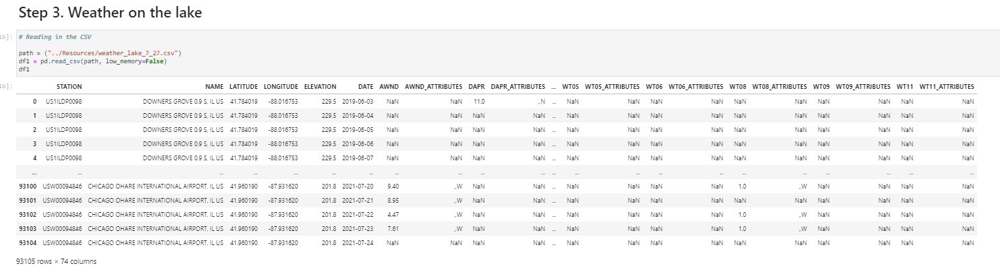 Step 3. Weather on the lake
16]: # Reading in the CSV
path = ("../Resources/weather_lake_7_27.csv")
df1 = pd.read_csv(path, low_memory=False)
df1
16]:
STATION NAME LATITUDE LONGITUDE ELEVATION DATE AWND AWND_ATTRIBUTES DAPR DAPR_ATTRIBUTES ... WT05 WT05_ATTRIBUTES WT06 WT06_ATTRIBUTES WT08 WT08_ATTRIBUTES WT09 WT09_ATTRIBUTES WT11 WT11_ATTRIBUTES
0 US1ILDP0098 DOWNERS GROVE 0.9 S, IL US 41.784019 -88.016753 229.5 2019-06-03 NaN NaN 11.0 ,,N ... NaN NaN NaN NaN NaN NaN NaN NaN NaN NaN
1 US1ILDP0098 DOWNERS GROVE 0.9 S, IL US 41.784019 -88.016753 229.5 2019-06-04 NaN NaN NaN NaN ... NaN NaN NaN NaN NaN NaN NaN NaN NaN NaN
2 US1ILDP0098 DOWNERS GROVE 0.9 S, IL US 41.784019 -88.016753 229.5 2019-06-05 NaN NaN NaN NaN ... NaN NaN NaN NaN NaN NaN NaN NaN NaN NaN
3 US1ILDP0098 DOWNERS GROVE 0.9 S, IL US 41.784019 -88.016753 229.5 2019-06-06 NaN NaN NaN NaN ... NaN NaN NaN NaN NaN NaN NaN NaN NaN NaN
4 US1ILDP0098 DOWNERS GROVE 0.9 S, IL US 41.784019 -88.016753 229.5 2019-06-07 NaN NaN NaN NaN ... NaN NaN NaN NaN NaN NaN NaN NaN NaN NaN
... ... ... ... ... ... ... ... ... ... ... ... ... ... ... ... ... ... ... ... ... ...
93100 USW00094846 CHICAGO OHARE INTERNATIONAL AIRPORT, IL US 41.960190 -87.931620 201.8 2021-07-20 9.40 ,,W NaN NaN ... NaN NaN NaN NaN 1.0 ,,W NaN NaN NaN NaN
93101 USW00094846 CHICAGO OHARE INTERNATIONAL AIRPORT, IL US 41.960190 -87.931620 201.8 2021-07-21 8.95 ,,W NaN NaN ... NaN NaN NaN NaN NaN NaN NaN NaN NaN NaN
93102 USW00094846 CHICAGO OHARE INTERNATIONAL AIRPORT, IL US 41.960190 -87.931620 201.8 2021-07-22 4.47 ,,W NaN NaN ... NaN NaN NaN NaN 1.0 ,,W NaN NaN NaN NaN
93103 USW00094846 CHICAGO OHARE INTERNATIONAL AIRPORT, IL US 41.960190 -87.931620 201.8 2021-07-23 7.61 ,,W NaN NaN ... NaN NaN NaN NaN 1.0 ,,W NaN NaN NaN NaN
93104 USW00094846 CHICAGO OHARE INTERNATIONAL AIRPORT, IL US 41.960190 -87.931620 201.8 2021-07-24 NaN NaN NaN NaN ... NaN NaN NaN NaN NaN NaN NaN NaN NaN NaN
93105 rows × 74 columns